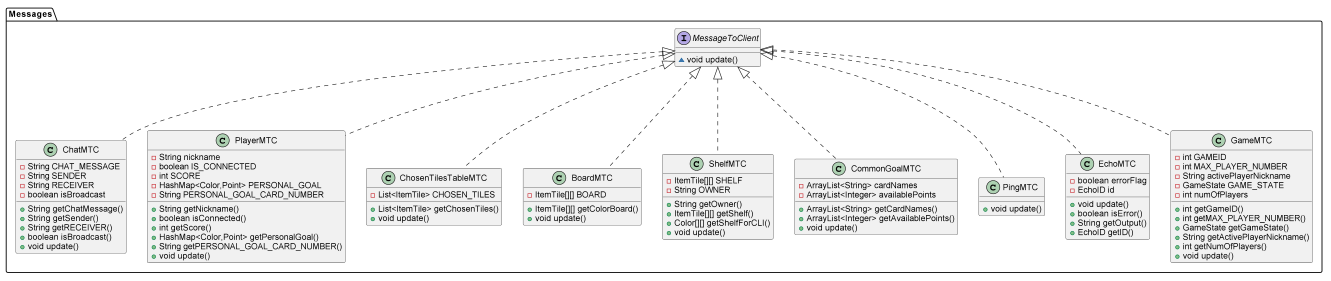 Messages
I MessageToClient
~ void update()
C ChatMTC
String CHAT_MESSAGE
String SENDER
String RECEIVER
boolean isBroadcast
String getChatMessage()
String getSender()
String getRECEIVER()
boolean isBroadcast()
void update()
C PlayerMTC
String nickname
boolean IS_CONNECTED
int SCORE
HashMap<Color,Point> PERSONAL_GOAL
String PERSONAL_GOAL_CARD_NUMBER
String getNickname()
boolean isConnected()
int getScore()
HashMap<Color,Point> getPersonalGoal()
String getPERSONAL_GOAL_CARD_NUMBER()
void update()
C ChosenTilesTableMTC
List<ItemTile> CHOSEN_TILES
List<ItemTile> getChosenTiles()
void update()
C BoardMTC
ItemTile[][] BOARD
ItemTile[][] getColorBoard()
void update()
C ShelfMTC
ItemTile[][] SHELF
String OWNER
String getOwner()
ItemTile[][] getShelf()
Color[][] getShelfForCLI()
void update()
C CommonGoalMTC
ArrayList<String> cardNames
ArrayList<Integer> availablePoints
ArrayList<String> getCardNames()
ArrayList<Integer> getAvailablePoints()
void update()
C PingMTC
void update()
C EchoMTC
boolean errorFlag
EchoID id
void update()
boolean isError()
String getOutput()
EchoID getID()
C GameMTC
int GAMEID
int MAX_PLAYER_NUMBER
String activePlayerNickname
GameState GAME_STATE
int numOfPlayers
int getGameID()
int getMAX_PLAYER_NUMBER()
GameState getGameState()
String getActivePlayerNickname()
int getNumOfPlayers()
void update()